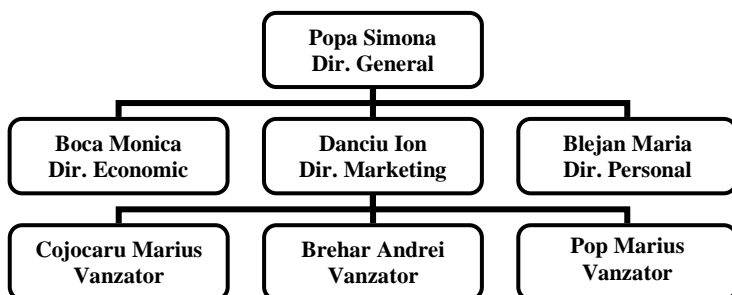 Popa Simona
Dir. General
Boca Monica
Dir. Economic
Danciu Ion
Dir. Marketing
Blejan Maria
Dir. Personal
Cojocaru Marius
Vanzator
Brehar Andrei
Vanzator
Pop Marius
Vanzator